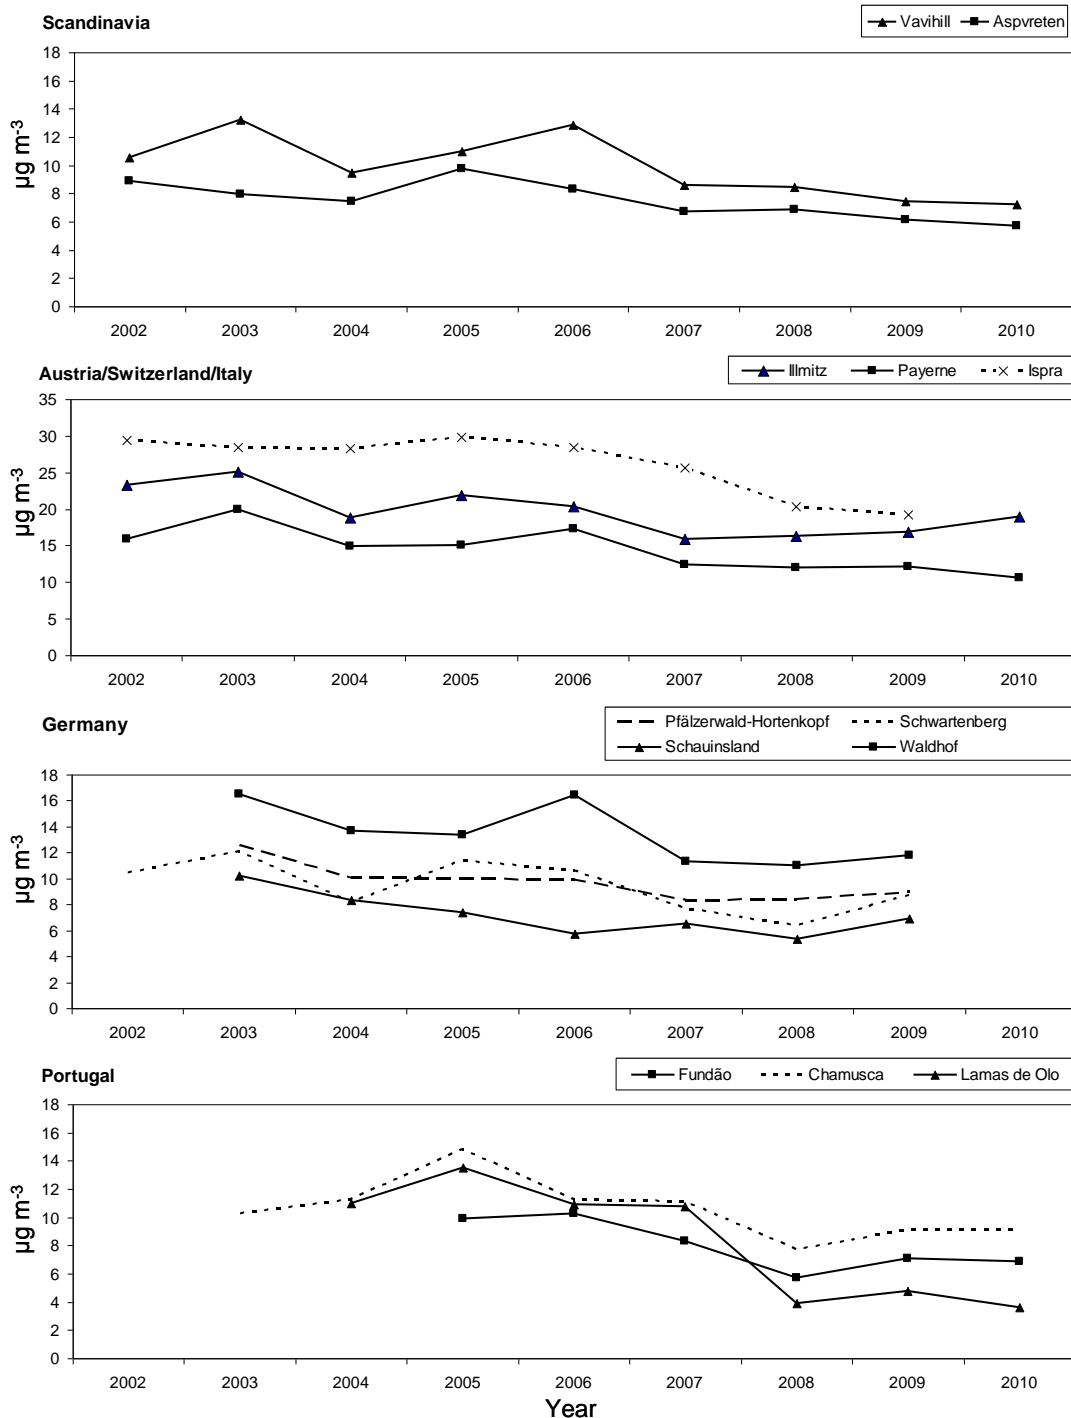 Scandinavia
Vavihill Aspvreten
18
16
14
12
10
8
6
4
2
0
µg m-3
2002 2003 2004 2005 2006 2007 2008 2009 2010
Austria/Switzerland/Italy
Illmitz Payerne Ispra
35
30
25
20
15
10
5
0
µg m-3
2002 2003 2004 2005 2006 2007 2008 2009 2010
Germany
Pfälzerwald-Hortenkopf Schwartenberg
Schauinsland Waldhof
18
16
14
12
10
8
6
4
2
0
µg m-3
2002 2003 2004 2005 2006 2007 2008 2009 2010
Portugal
Fundão Chamusca Lamas de Olo
18
16
14
12
10
8
6
4
2
0
µg m-3
2002 2003 2004 2005 2006 2007 2008 2009 2010
Year